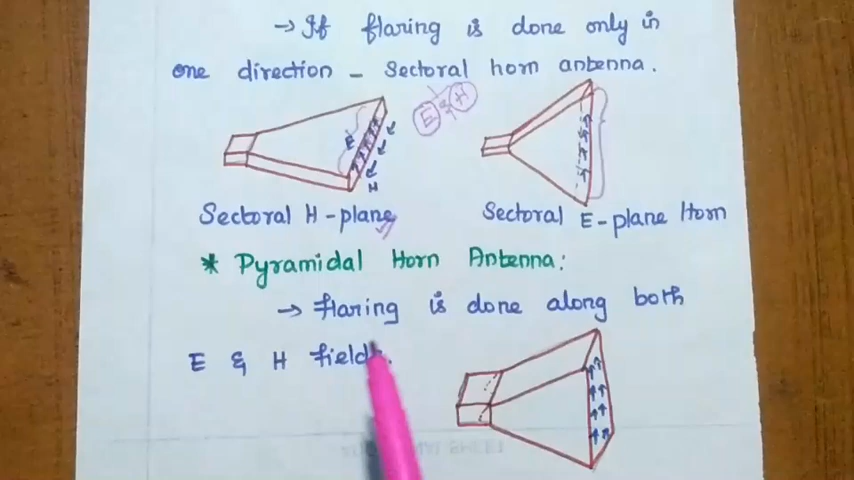 → If flaring is done only in
one direction - Sectoral horn antenna.
E & H
E
H
Sectoral H-plane
Sectoral E-plane Horn
* Pyramidal Horn Antenna:
→ flaring is done along both
E & H field.